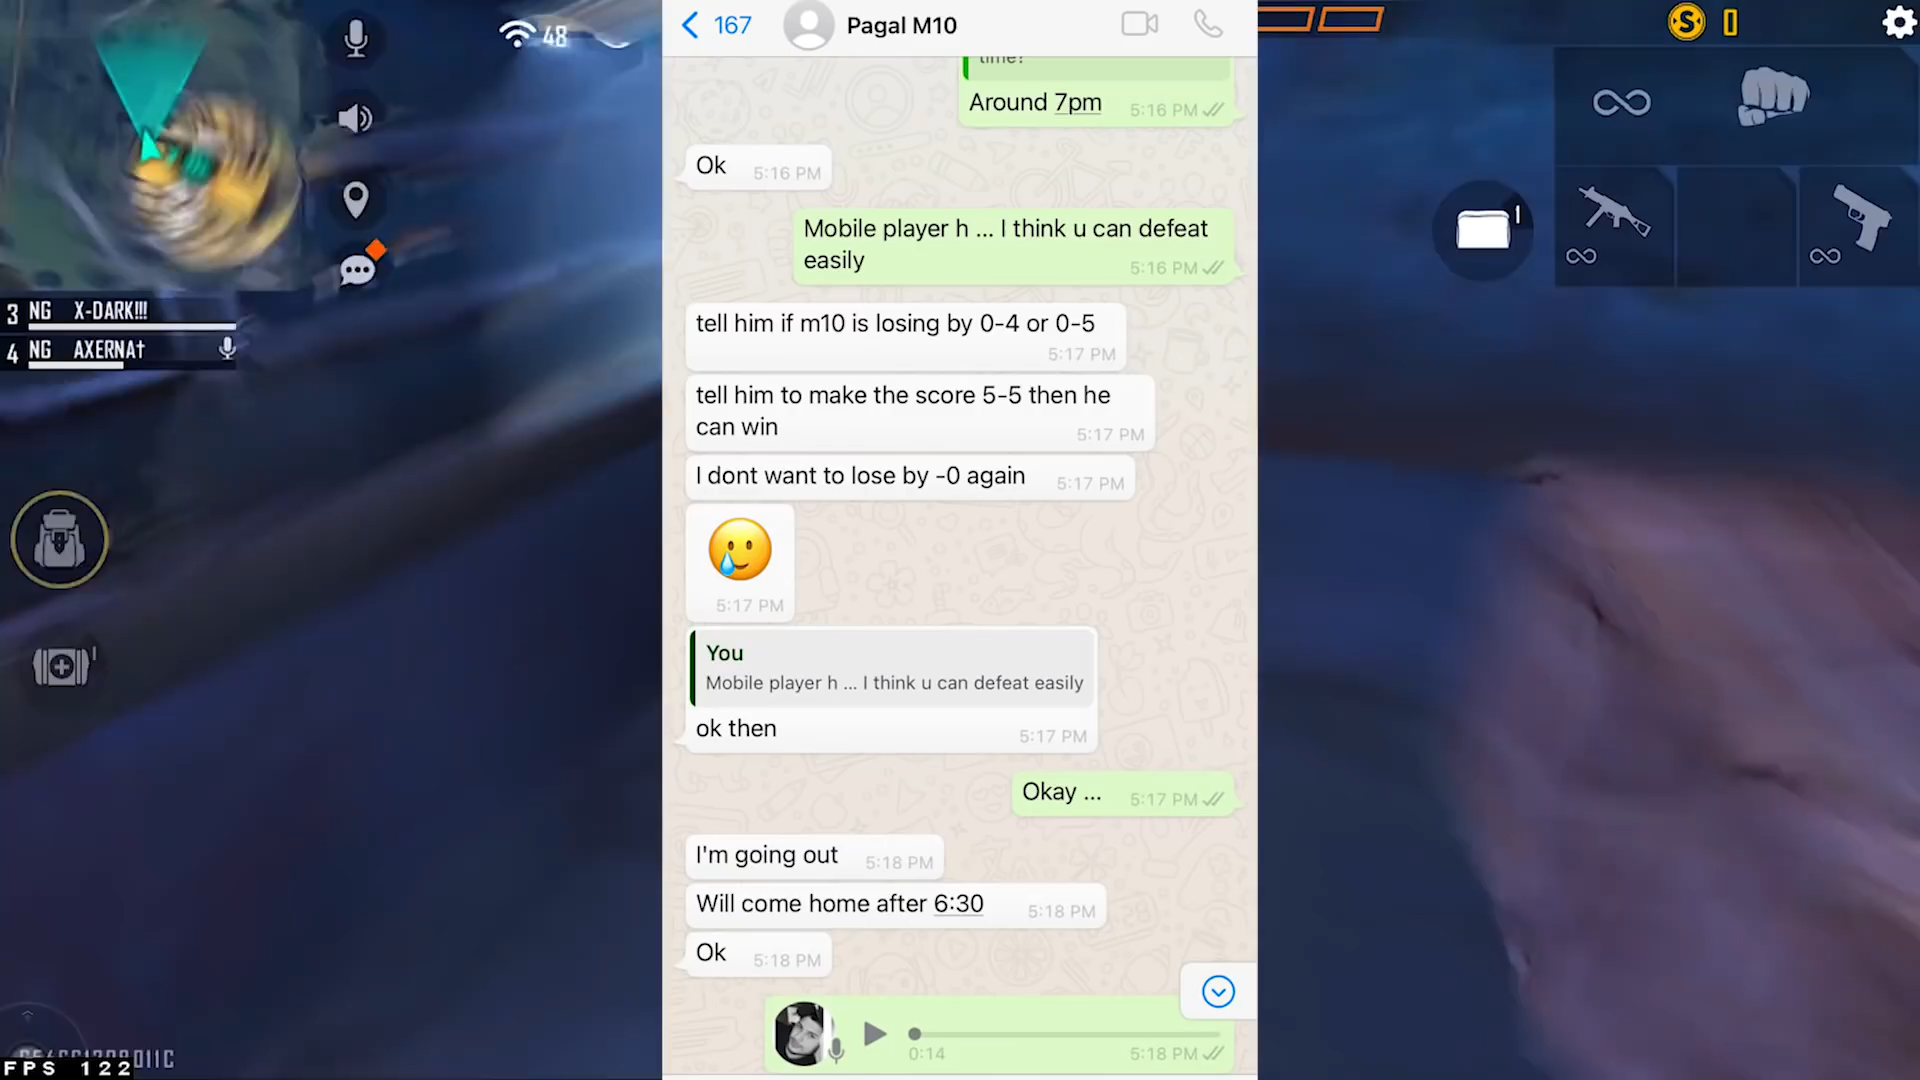 48
3 NG X-DARK!!!
4 NG AXERNA†
1
FPS 122
167
Pagal M10
time?
Around 7pm
5:16 PM
Ok
5:16 PM
Mobile player h ... I think u can defeat
easily
5:16 PM
tell him if m10 is losing by 0-4 or 0-5
5:17 PM
tell him to make the score 5-5 then he
can win
5:17 PM
I dont want to lose by -0 again
5:17 PM
5:17 PM
You
Mobile player h ... I think u can defeat easily
ok then
5:17 PM
Okay ...
5:17 PM
I'm going out
5:18 PM
Will come home after 6:30
5:18 PM
Ok
5:18 PM
0:14
5:18 PM
S
0
1